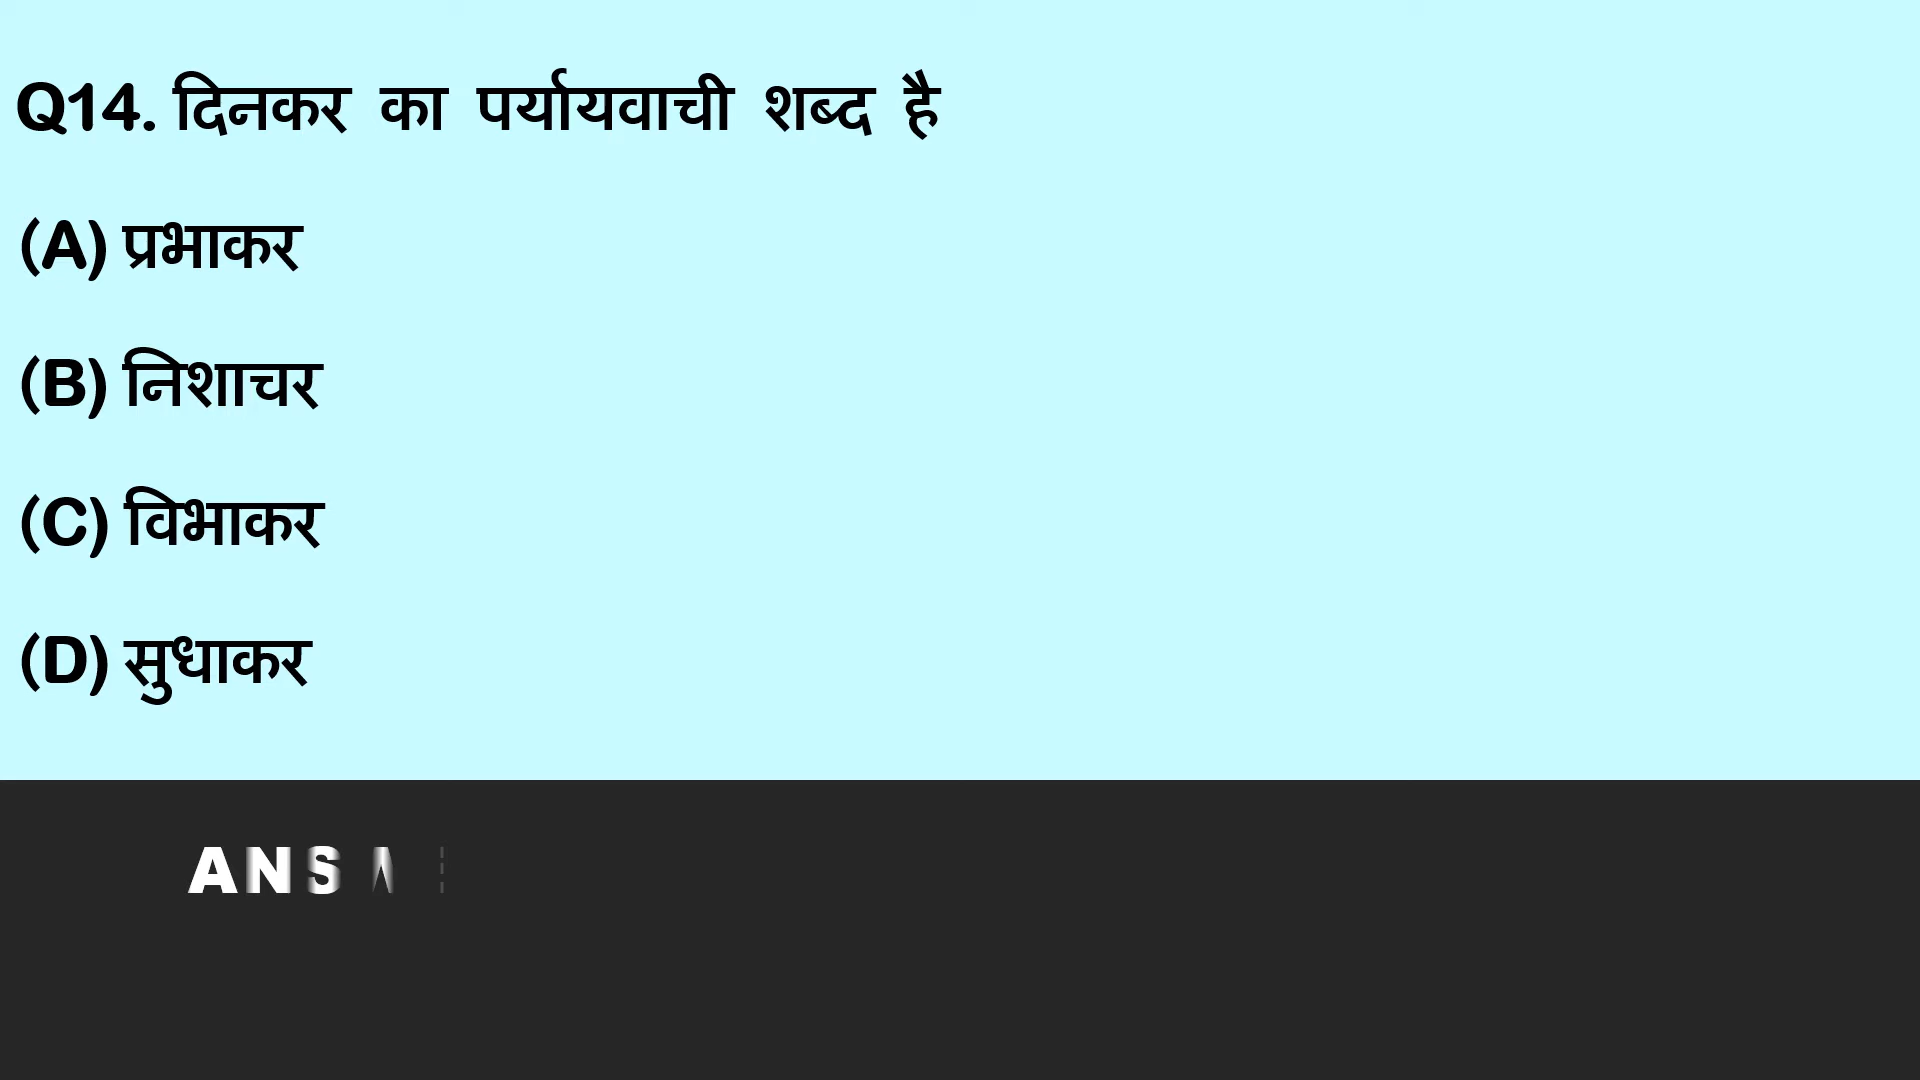 Q14. दिनकर का पर्यायवाची शब्द है
(A) प्रभाकर
(B) निशाचर
(C) विभाकर
(D) सुधाकर
ANS